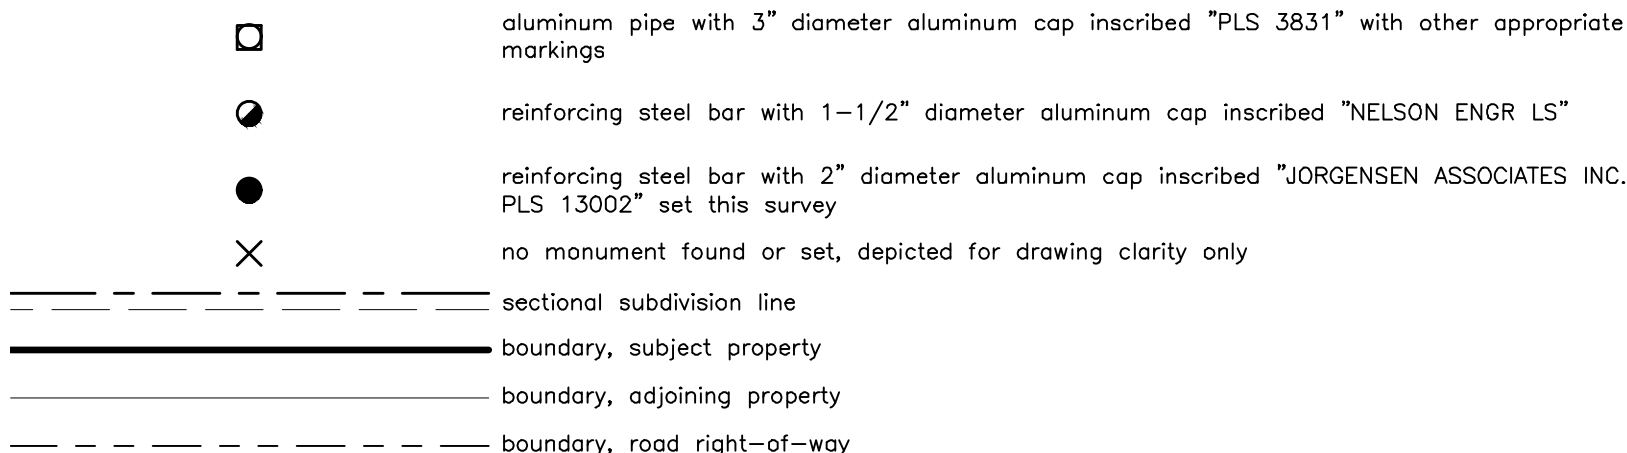 aluminum pipe with 3" diameter aluminum cap inscribed "PLS 3831" with other appropriate
markings
reinforcing steel bar with 1-1/2" diameter aluminum cap inscribed "NELSON ENGR LS"
reinforcing steel bar with 2" diameter aluminum cap inscribed "JORGENSEN ASSOCIATES INC.
PLS 13002" set this survey
no monument found or set, depicted for drawing clarity only
sectional subdivision line
boundary, subject property
boundary, adjoining property
boundary, road right-of-way